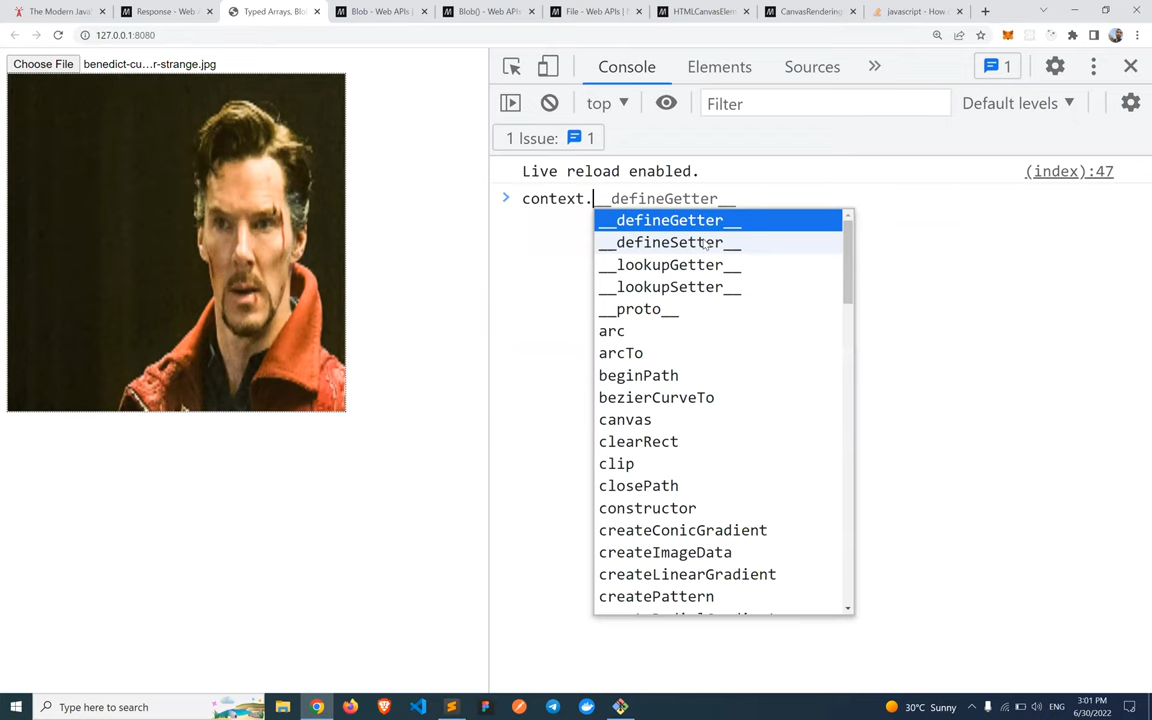 The Modern JavaS
Response - Web A
Typed Arrays, Blo
Blob - Web APIs |
Blob() - Web APIs
File - Web APIs | M
HTMLCanvasElem
CanvasRendering
javascript - How
127.0.0.1:8080
Choose File benedict-cu...r-strange.jpg
Console Elements Sources
1
top
Filter
Default levels
1 Issue: 1
Live reload enabled. (index):47
context.__defineGetter__
__defineGetter__
__defineSetter__
__lookupGetter__
__lookupSetter__
__proto__
arc
arcTo
beginPath
bezierCurveTo
canvas
clearRect
clip
closePath
constructor
createConicGradient
createImageData
createLinearGradient
createPattern
Type here to search
30°C Sunny
ENG
3:01 PM
6/30/2022